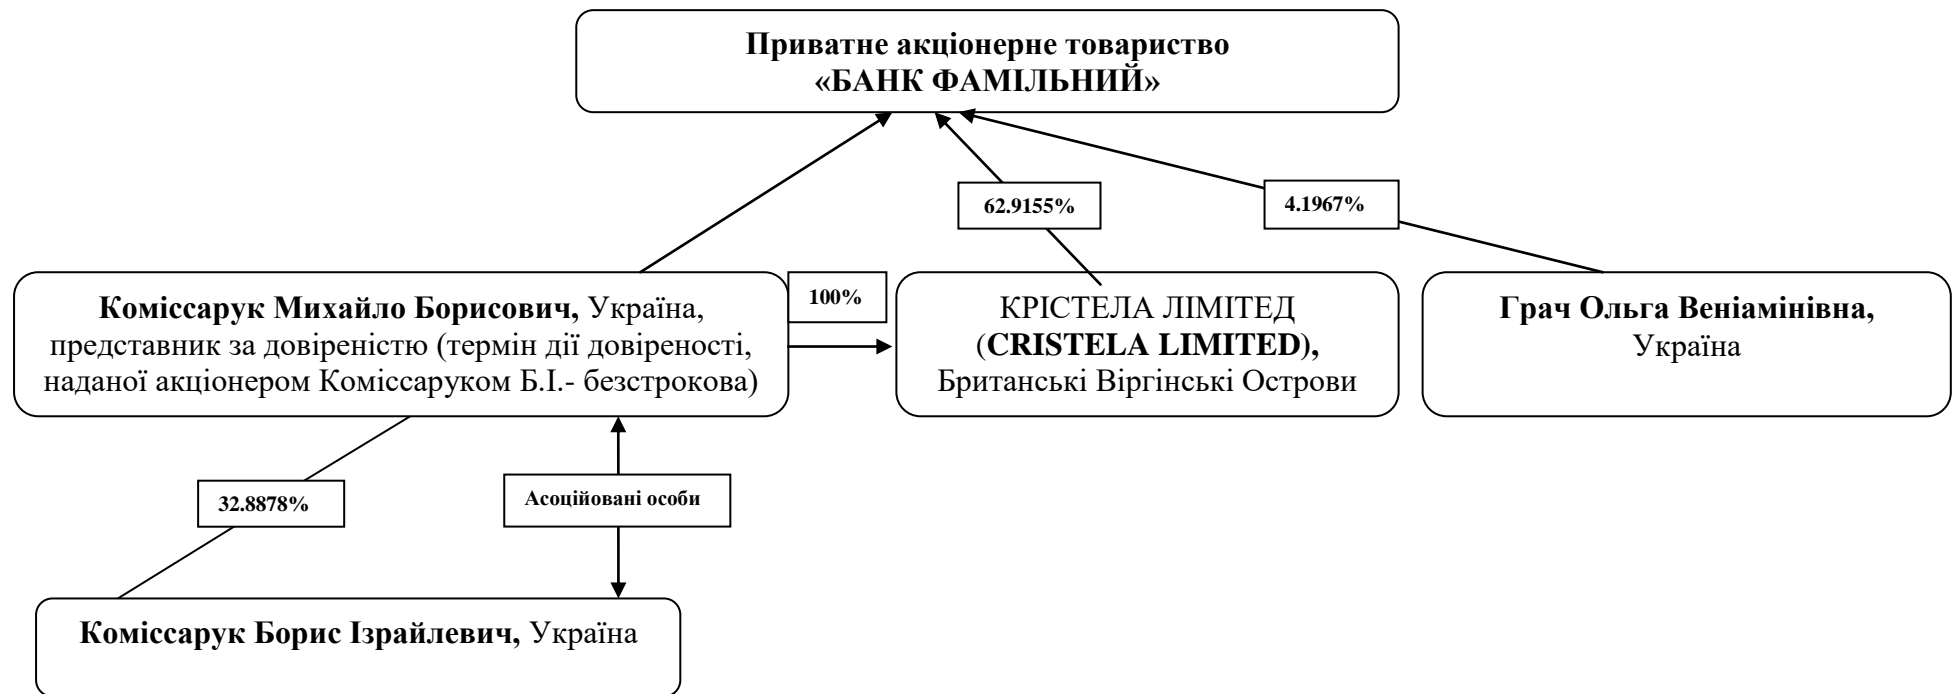 Приватне акціонерне товариство
«БАНК ФАМІЛЬНИЙ»
62.9155%
4.1967%
Коміссарук Михайло Борисович, Україна,
представник за довіреністю (термін дії довіреності,
наданої акціонером Коміссаруком Б.І.- безстрокова)
100%
КРІСТЕЛА ЛІМІТЕД
(CRISTELA LIMITED),
Британські Віргінські Острови
Грач Ольга Веніамінівна,
Україна
32.8878%
Асоційовані особи
Коміссарук Борис Ізрайлевич, Україна